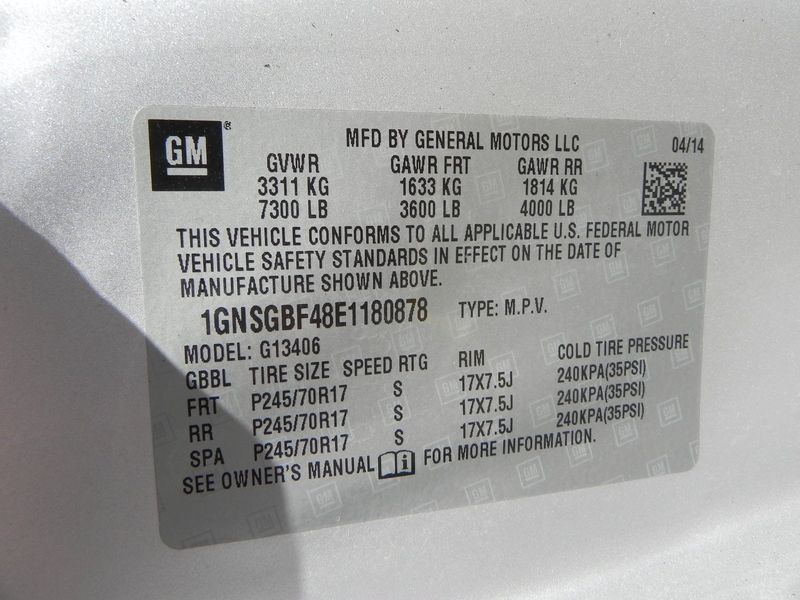 GM
MFD BY GENERAL MOTORS LLC 04/14
GVWR GAWR FRT GAWR RR
3311 KG 1633 KG 1814 KG
7300 LB 3600 LB 4000 LB
THIS VEHICLE CONFORMS TO ALL APPLICABLE U.S. FEDERAL MOTOR
VEHICLE SAFETY STANDARDS IN EFFECT ON THE DATE OF
MANUFACTURE SHOWN ABOVE.
1GNSGBF48E1180878 TYPE: M.P.V.
MODEL: G13406
GBBL TIRE SIZE SPEED RTG RIM COLD TIRE PRESSURE
FRT P245/70R17 S 17X7.5J 240KPA(35PSI)
RR P245/70R17 S 17X7.5J 240KPA(35PSI)
SPA P245/70R17 S 17X7.5J 240KPA(35PSI)
SEE OWNER'S MANUAL FOR MORE INFORMATION.